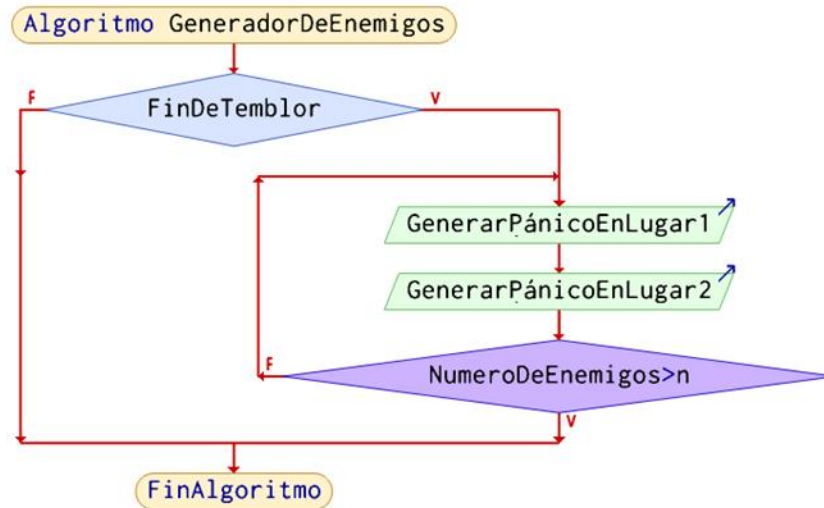 Algoritmo GeneradorDeEnemigos
F
FinDeTemblor
V
GenerarPánicoEnLugar1
GenerarPánicoEnLugar2
F
NumeroDeEnemigos>n
V
FinAlgoritmo